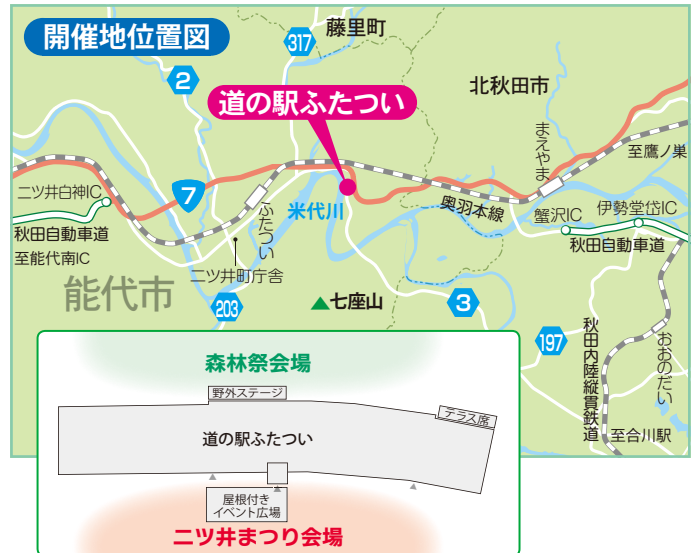 開催地位置図
藤里町
317
2
北秋田市
道の駅ふたつい
まえやま
至鷹ノ巣
二ツ井白神IC
7
米代川
奥羽本線
蟹沢IC
伊勢堂岱IC
秋田自動車道
至能代南IC
ふたつい
二ツ井町庁舎
秋田自動車道
能代市
203
七座山
3
197
秋田内陸縦貫鉄道
おおのだい
至合川駅
森林祭会場
野外ステージ
テラス席
道の駅ふたつい
屋根付き
イベント広場
二ツ井まつり会場